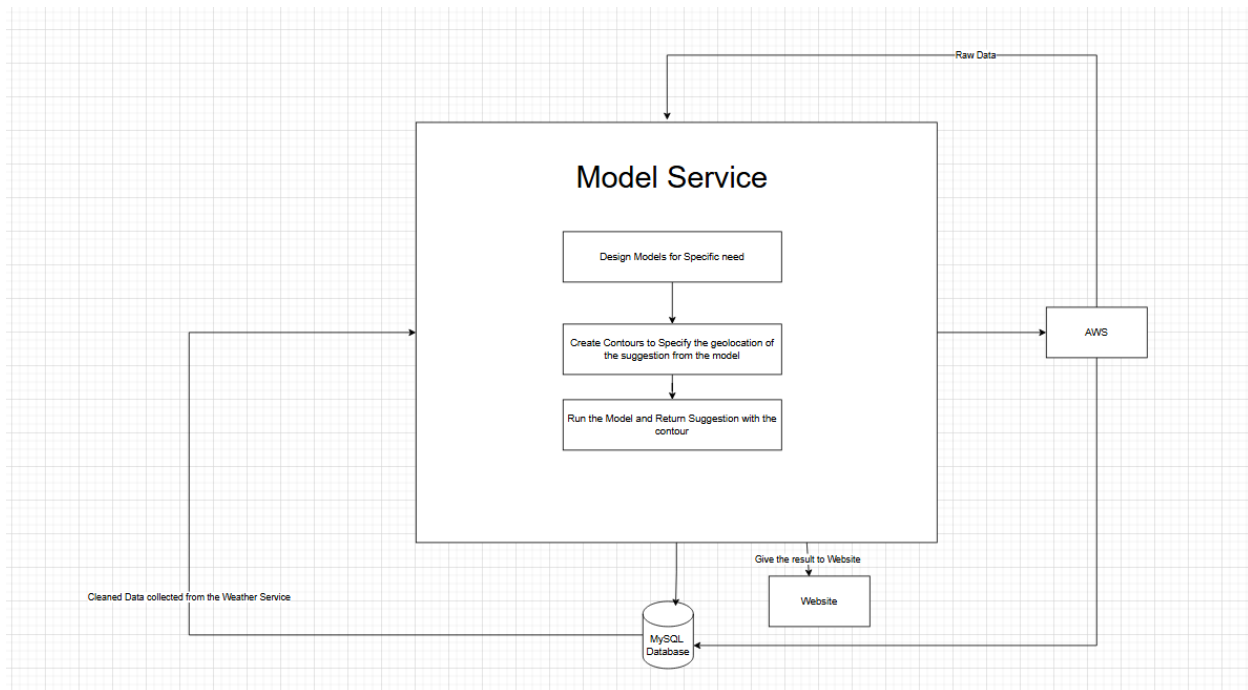 Raw Data
Model Service
Design Models for Specific need
Create Contours to Specify the geolocation of
the suggestion from the model
AWS
Run the Model and Return Suggestion with the
contour
Give the result to Website
Cleaned Data collected from the Weather Service
Website
MySQL
Database